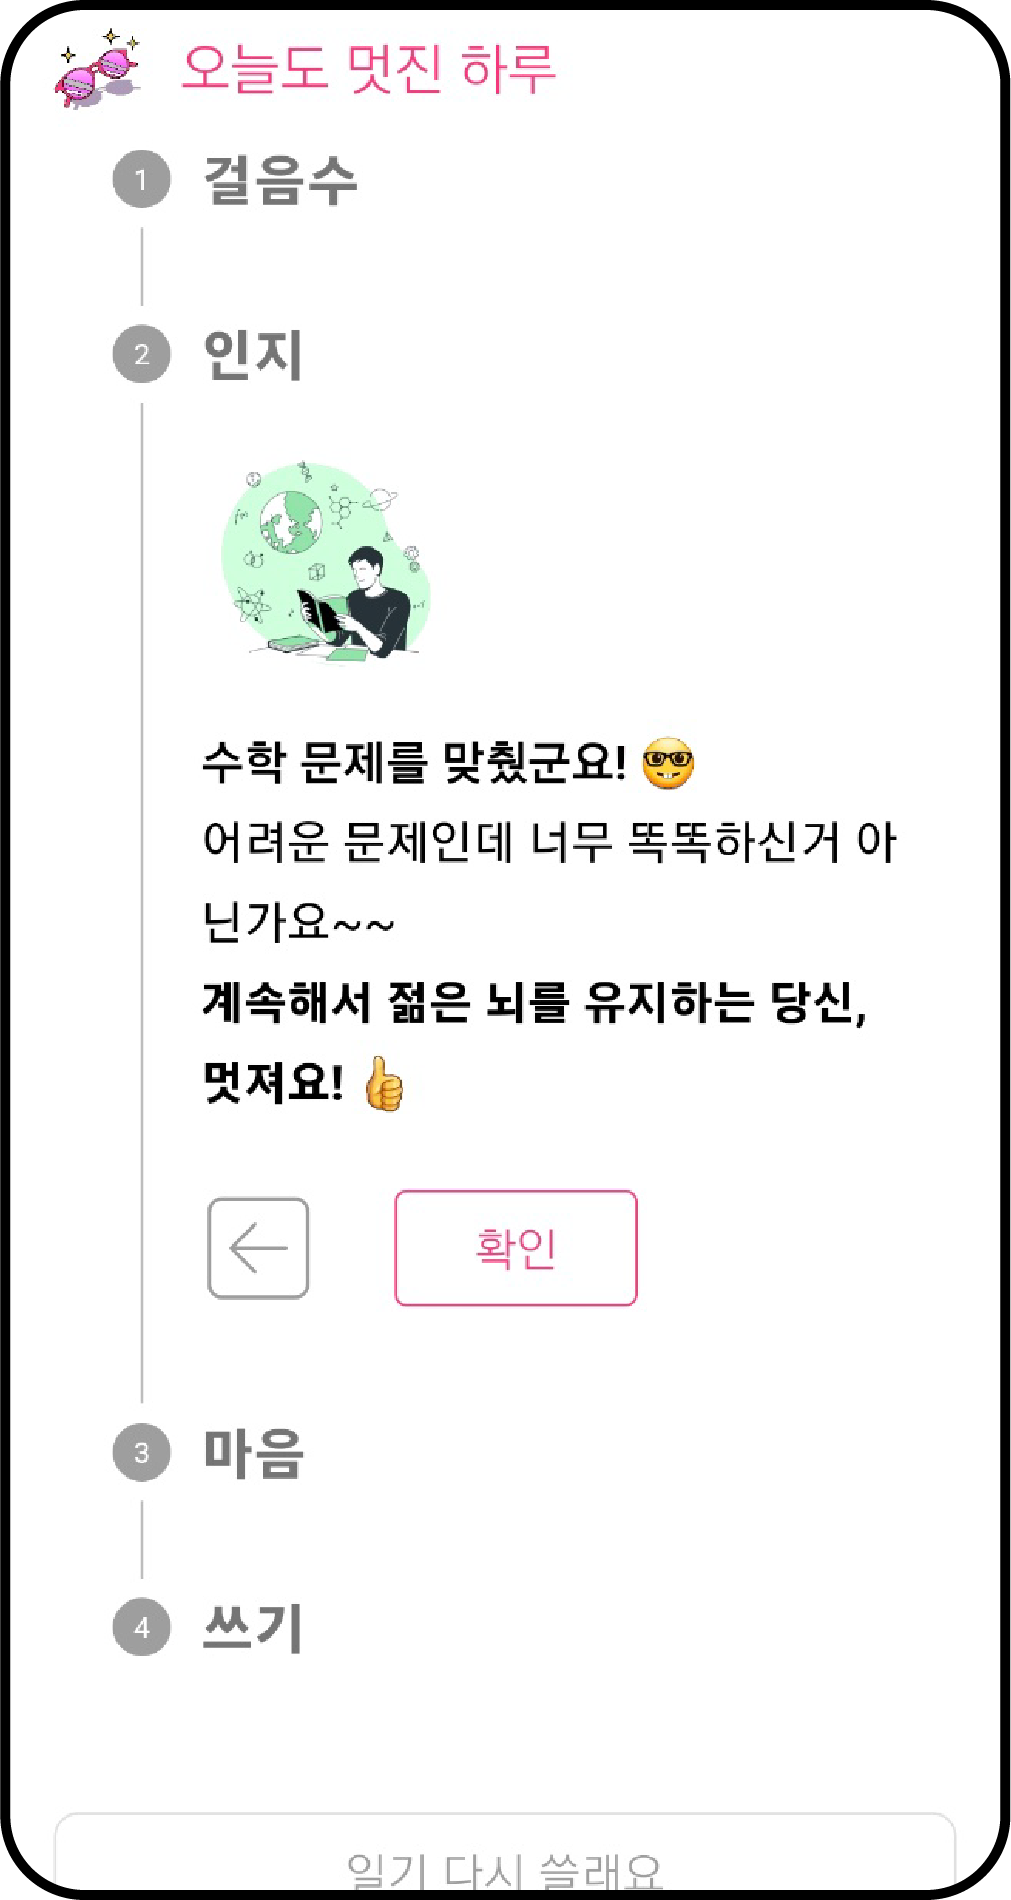 오늘도 멋진 하루
1 걸음수
2 인지
수학 문제를 맞췄군요! 🤓
어려운 문제인데 너무 똑똑하신거 아
닌가요~~
계속해서 젊은 뇌를 유지하는 당신,
멋져요! 👍
확인
3 마음
4 쓰기
일기 다시 쓸래요